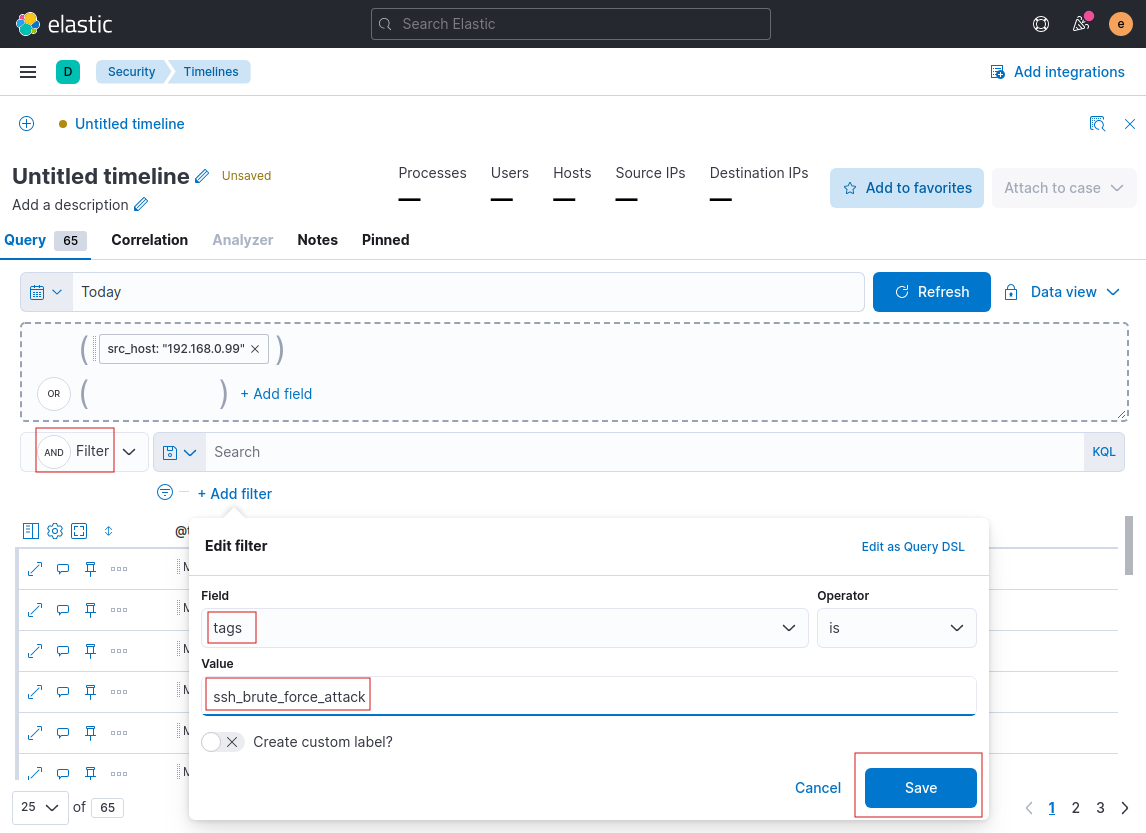 elastic
Search Elastic
e
D
Security
Timelines
Add integrations
Untitled timeline
Untitled timeline
Unsaved
Add a description
Processes
Users
Hosts
Source IPs
Destination IPs
Add to favorites
Attach to case
Query 65
Correlation
Analyzer
Notes
Pinned
Today
Refresh
Data view
( src_host: "192.168.0.99" )
OR ( ) + Add field
AND Filter
Search
KQL
+ Add filter
Edit filter
Edit as Query DSL
Field
Operator
tags
is
Value
ssh_brute_force_attack
Create custom label?
Cancel
Save
25 of 65
1 2 3